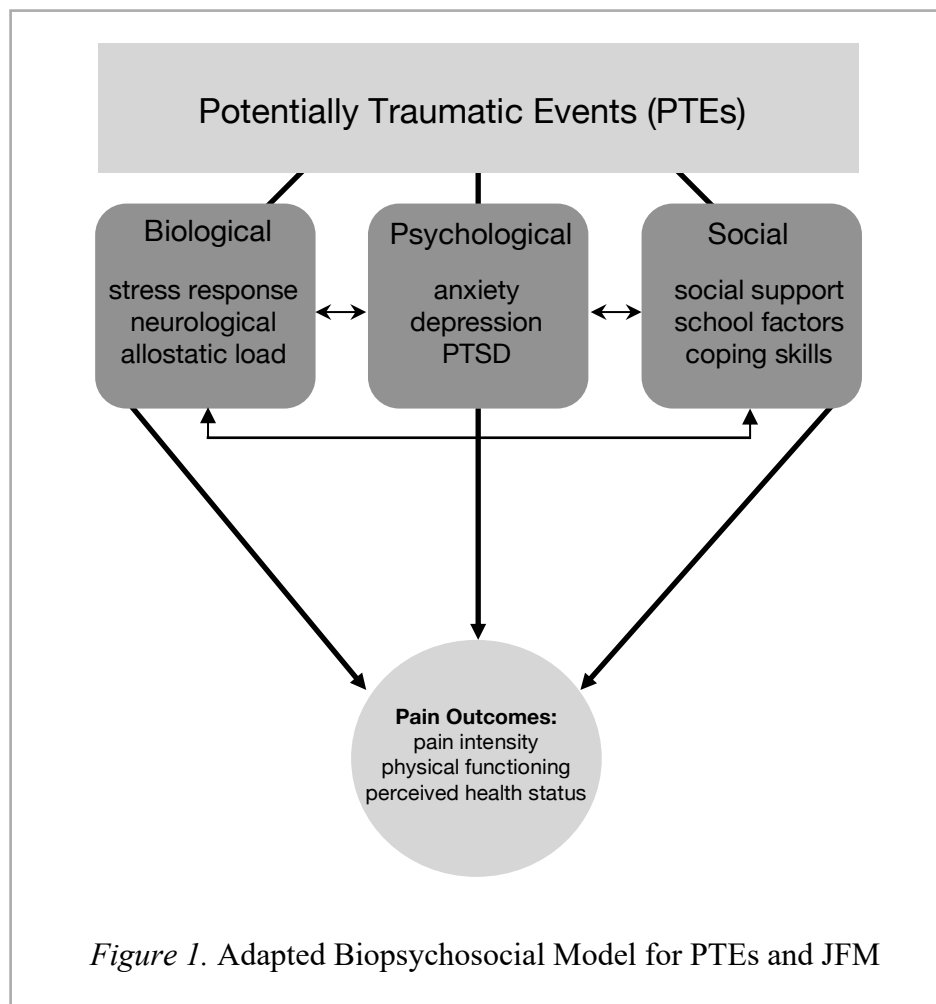 Potentially Traumatic Events (PTEs)
Biological
stress response
neurological
allostatic load
Psychological
anxiety
depression
PTSD
Social
social support
school factors
coping skills
Pain Outcomes:
pain intensity
physical functioning
perceived health status
Figure 1. Adapted Biopsychosocial Model for PTEs and JFM